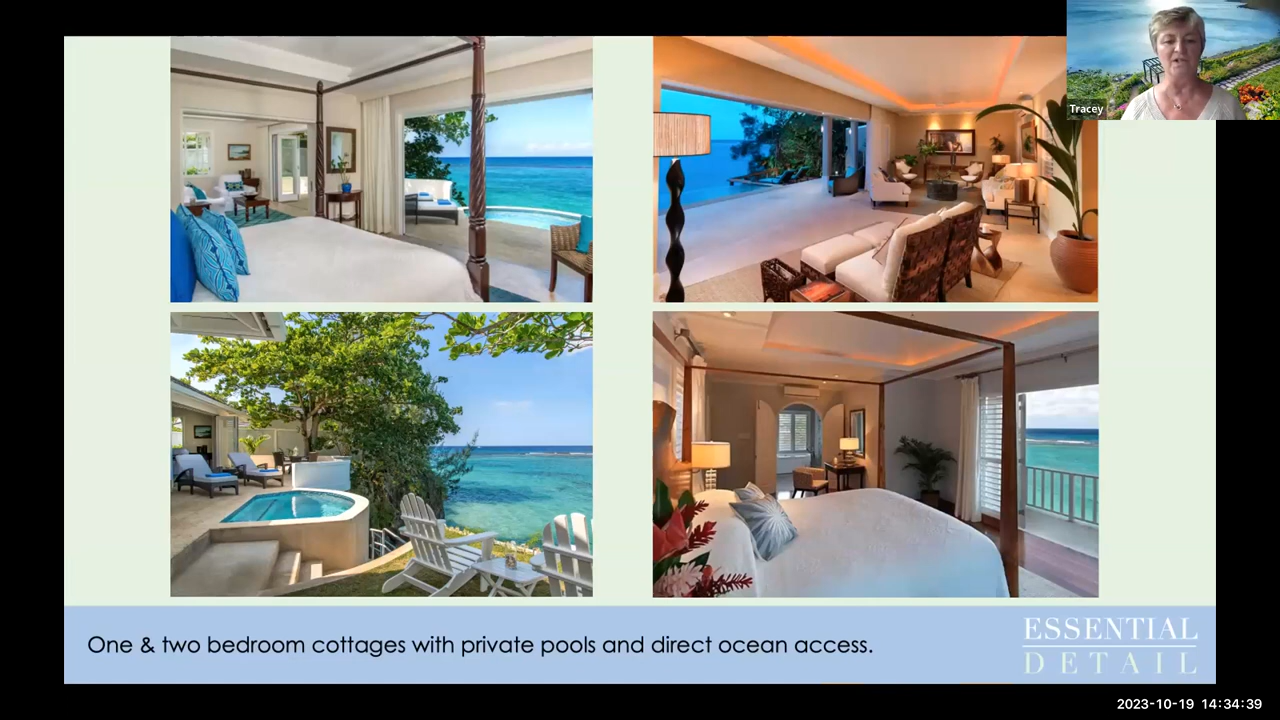 Tracey
One & two bedroom cottages with private pools and direct ocean access.
ESSENTIAL
DETAIL
2023-10-19 14:34:39